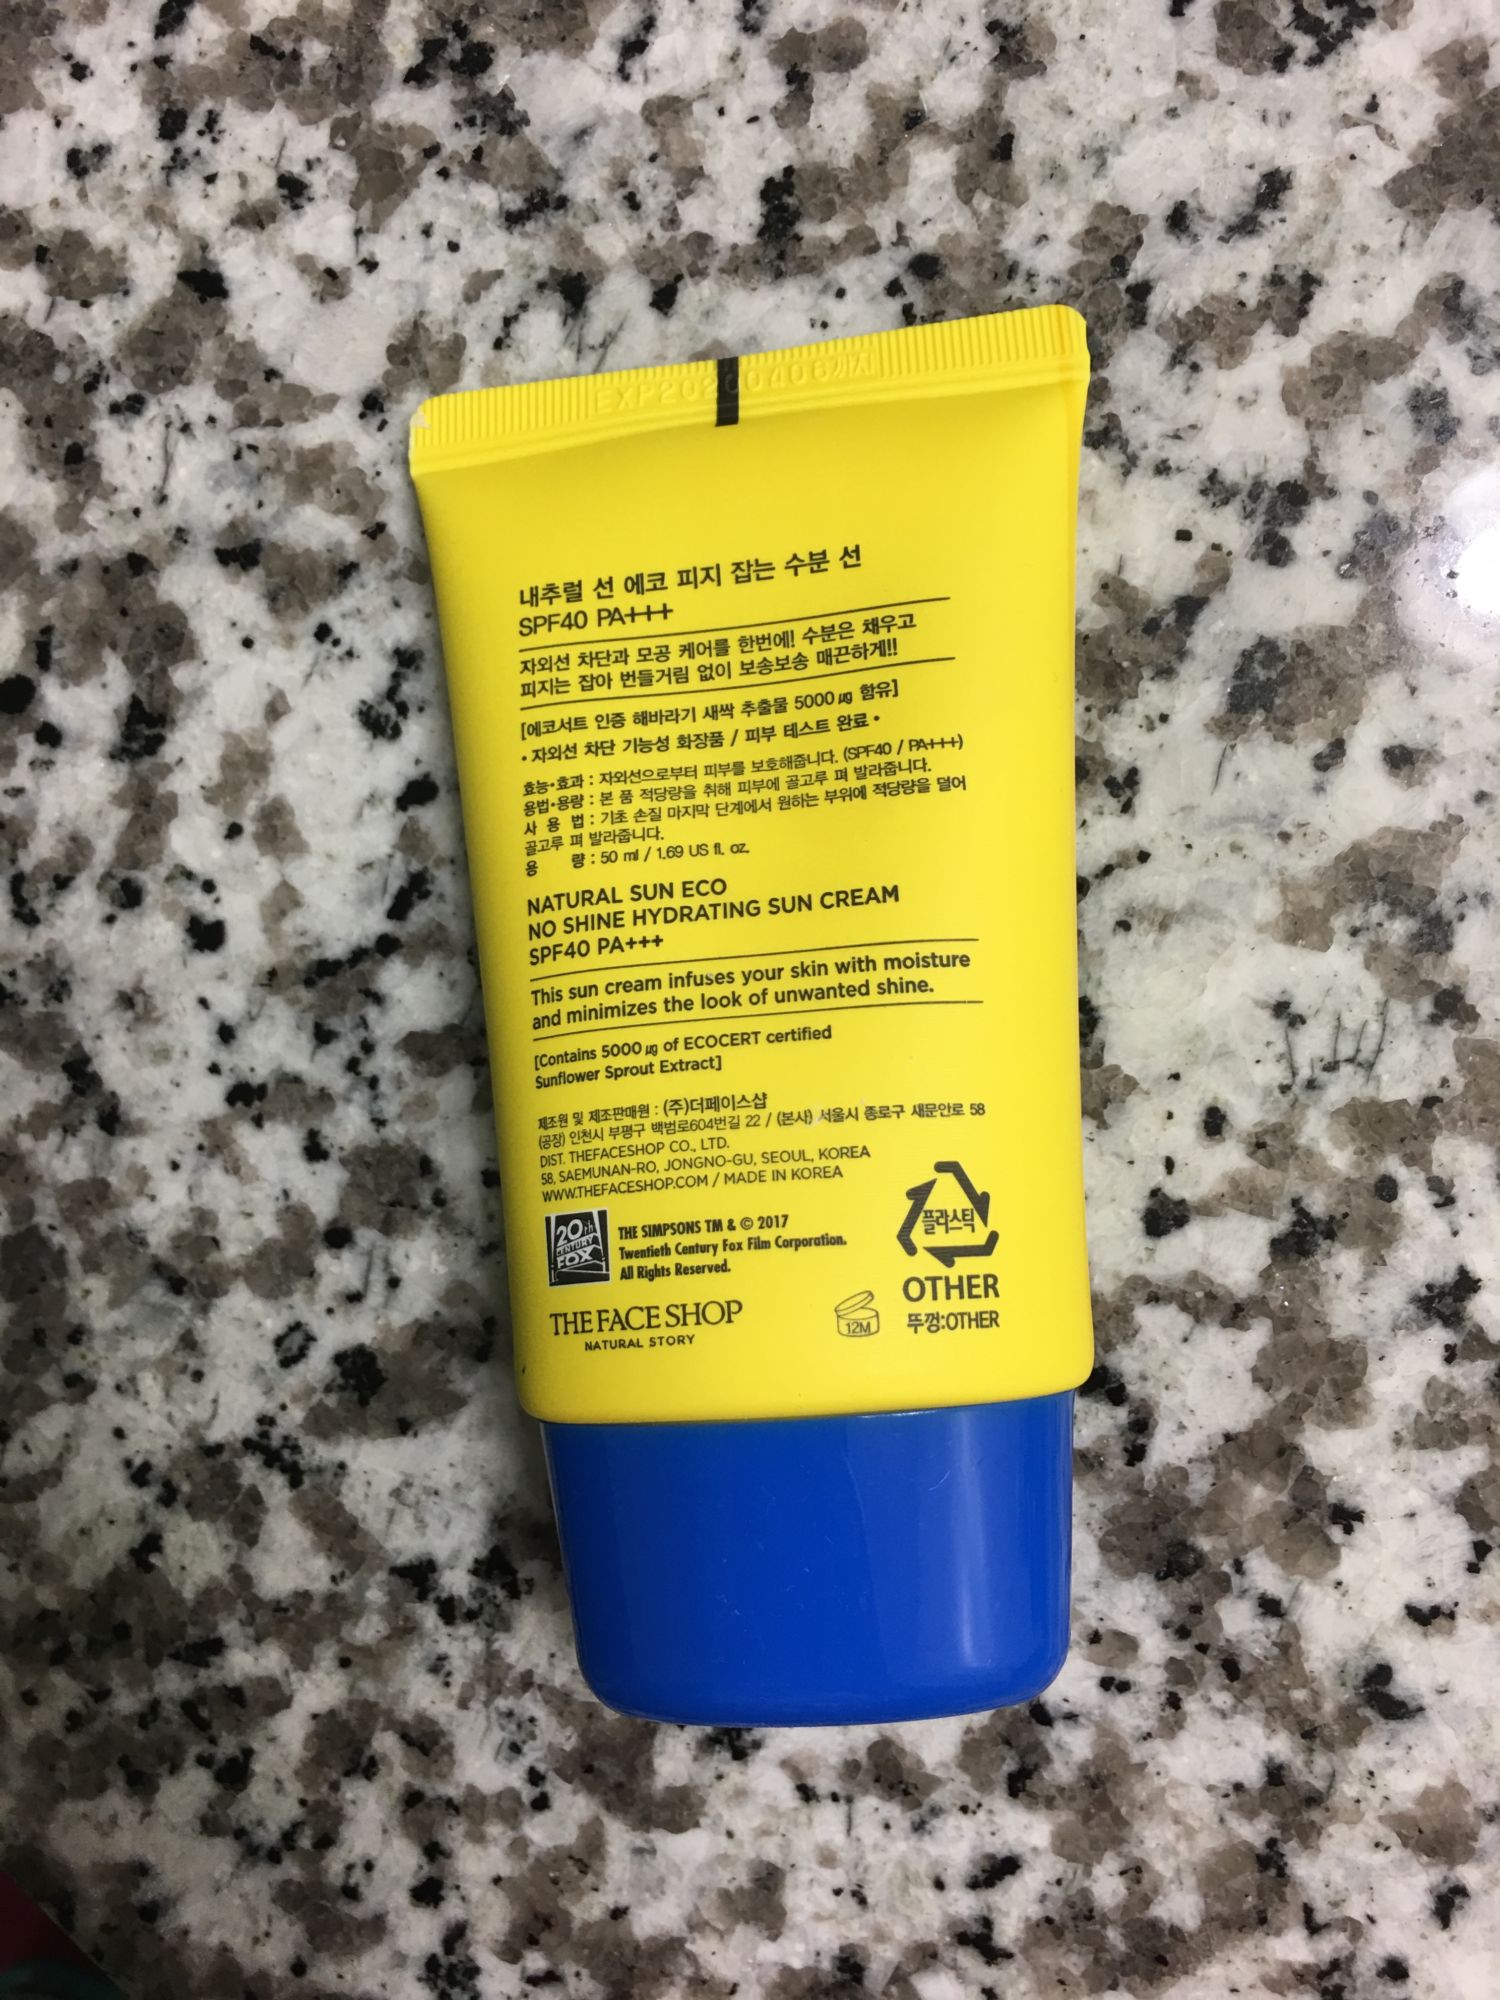 EXP20200406까지
내추럴 선 에코 피지 잡는 수분 선
SPF40 PA+++
자외선 차단과 모공 케어를 한번에! 수분은 채우고
피지는 잡아 번들거림 없이 보송보송 매끈하게!!
[에코서트 인증 해바라기 새싹 추출물 5000㎍ 함유]
• 자외선 차단 기능성 화장품 / 피부 테스트 완료 •
효능•효과 : 자외선으로부터 피부를 보호해줍니다. (SPF40 / PA+++)
용법•용량 : 본 품 적당량을 취해 피부에 골고루 펴 발라줍니다.
사 용 법 : 기초 손질 마지막 단계에서 원하는 부위에 적당량을 덜어
골고루 펴 발라줍니다.
용 량 : 50 ml / 1.69 US fl. oz.
NATURAL SUN ECO
NO SHINE HYDRATING SUN CREAM
SPF40 PA+++
This sun cream infuses your skin with moisture
and minimizes the look of unwanted shine.
[Contains 5000㎍ of ECOCERT certified
Sunflower Sprout Extract]
제조원 및 제조판매원 : (주)더페이스샵
(공장) 인천시 부평구 백범로604번길 22 / (본사) 서울시 종로구 새문안로 58
DIST. THEFACESHOP CO., LTD.
58, SAEMUNAN-RO, JONGNO-GU, SEOUL, KOREA
WWW.THEFACESHOP.COM / MADE IN KOREA
20th
CENTURY
FOX
THE SIMPSONS TM & © 2017
Twentieth Century Fox Film Corporation.
All Rights Reserved.
플라스틱
OTHER
뚜껑:OTHER
12M
THE FACE SHOP
NATURAL STORY